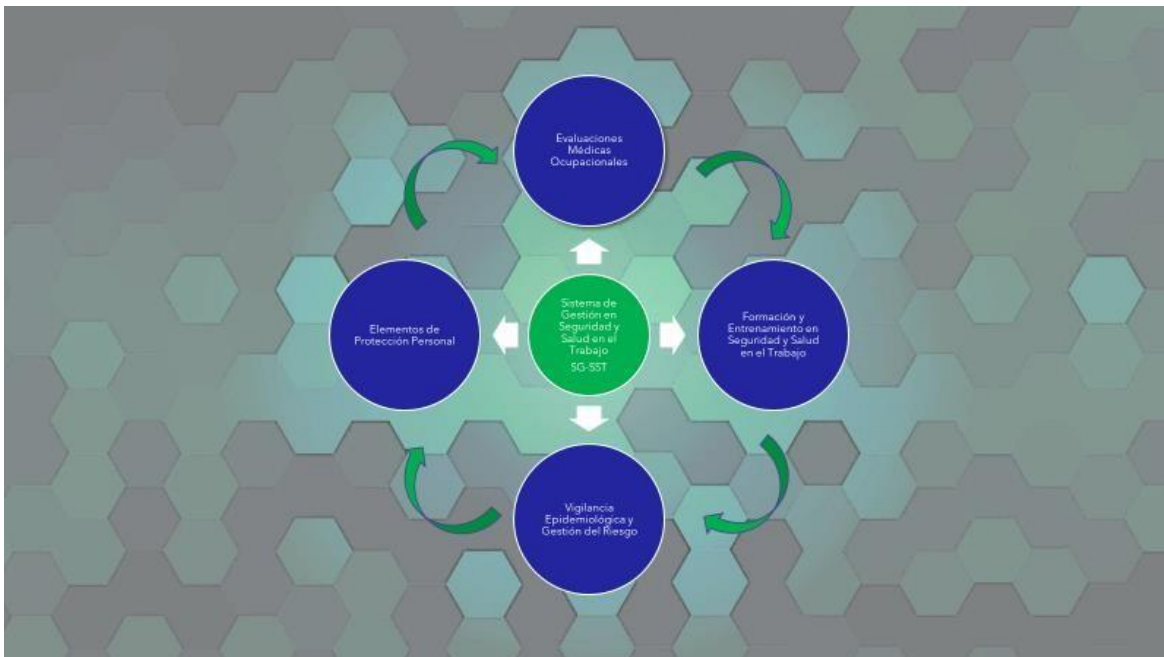 Evaluaciones
Médicas
Ocupacionales
Elementos de
Protección Personal
Sistema de
Gestión en
Seguridad y
Salud en el
Trabajo
SG-SST
Formación y
Entrenamiento en
Seguridad y Salud
en el Trabajo
Vigilancia
Epidemiológica y
Gestión del Riesgo